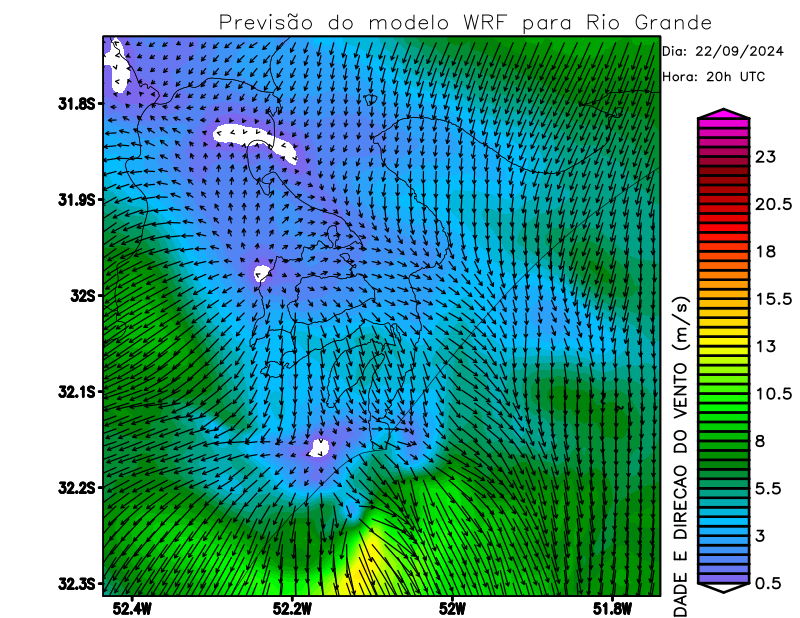 Previsão do modelo WRF para Rio Grande
Dia: 22/09/2024
Hora: 20h UTC
31.8S
31.9S
32S
32.1S
32.2S
32.3S
52.4W
52.2W
52W
51.8W
23
20.5
18
15.5
13
10.5
8
5.5
3
0.5
DADE E DIRECAO DO VENTO (m/s)